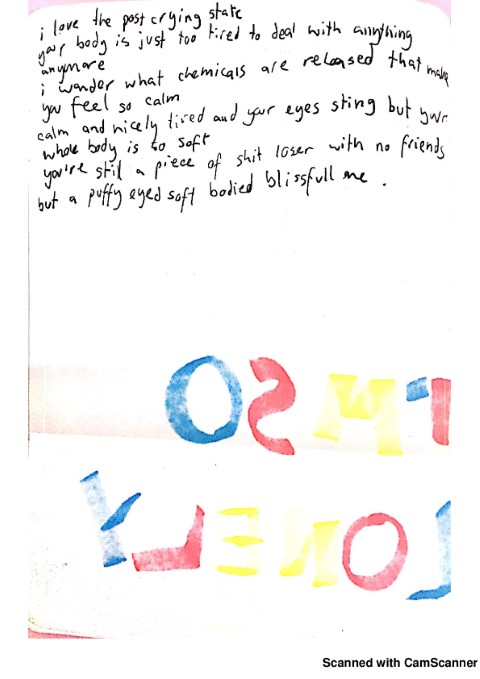 i love the post crying state
your body is just too tired to deal with anything
anymore
i wonder what chemicals are released that make
you feel so calm
calm and nicely tired and your eyes sting but your
whole body is so soft
you're still a piece of shit loser with no friends
but a puffy eyed soft bodied blissfull me .
I'M SO
LONELY
Scanned with CamScanner